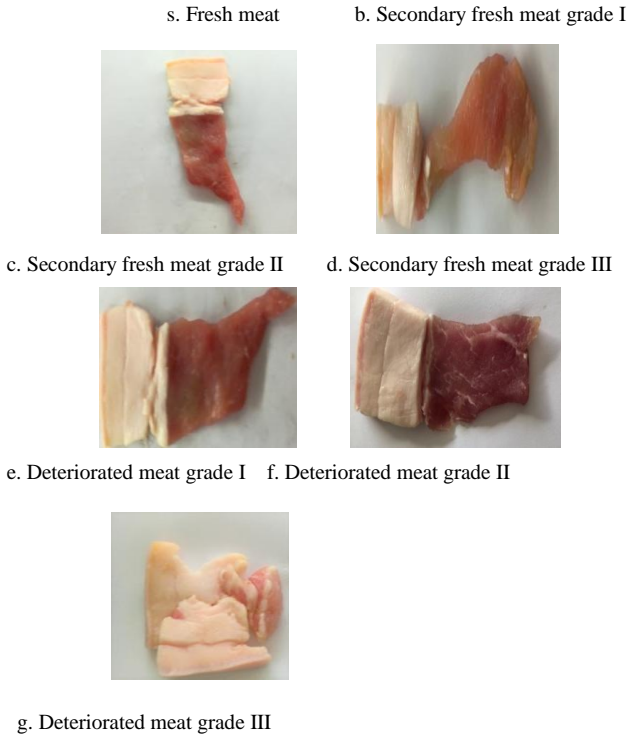 s. Fresh meat b. Secondary fresh meat grade I
c. Secondary fresh meat grade II d. Secondary fresh meat grade III
e. Deteriorated meat grade I f. Deteriorated meat grade II
g. Deteriorated meat grade III